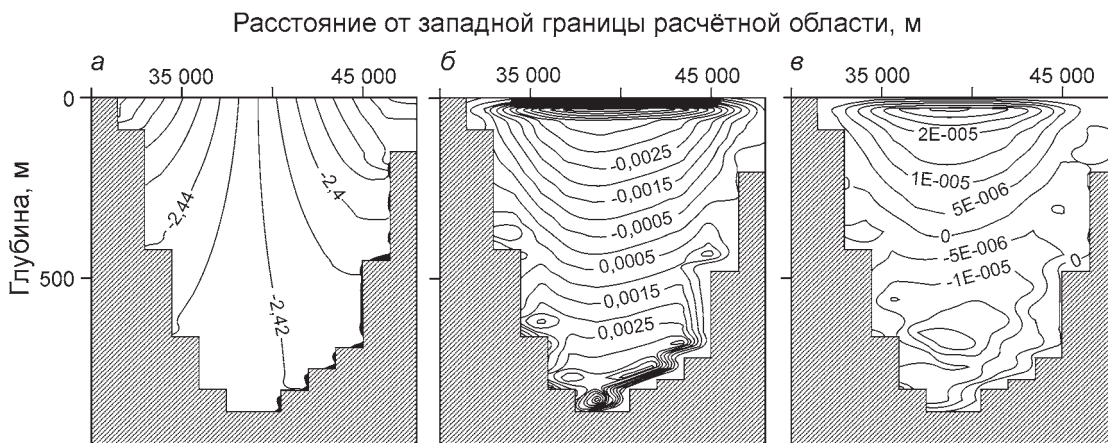 Расстояние от западной границы расчётной области, м
а
35 000
45 000
б
35 000
45 000
в
35 000
45 000
Глубина, м
0
500
-2,44
-2,42
-2,4
-0,0025
-0,0015
-0,0005
0,0005
0,0015
0,0025
2E-005
1E-005
5E-006
0
-5E-006
-1E-005
0